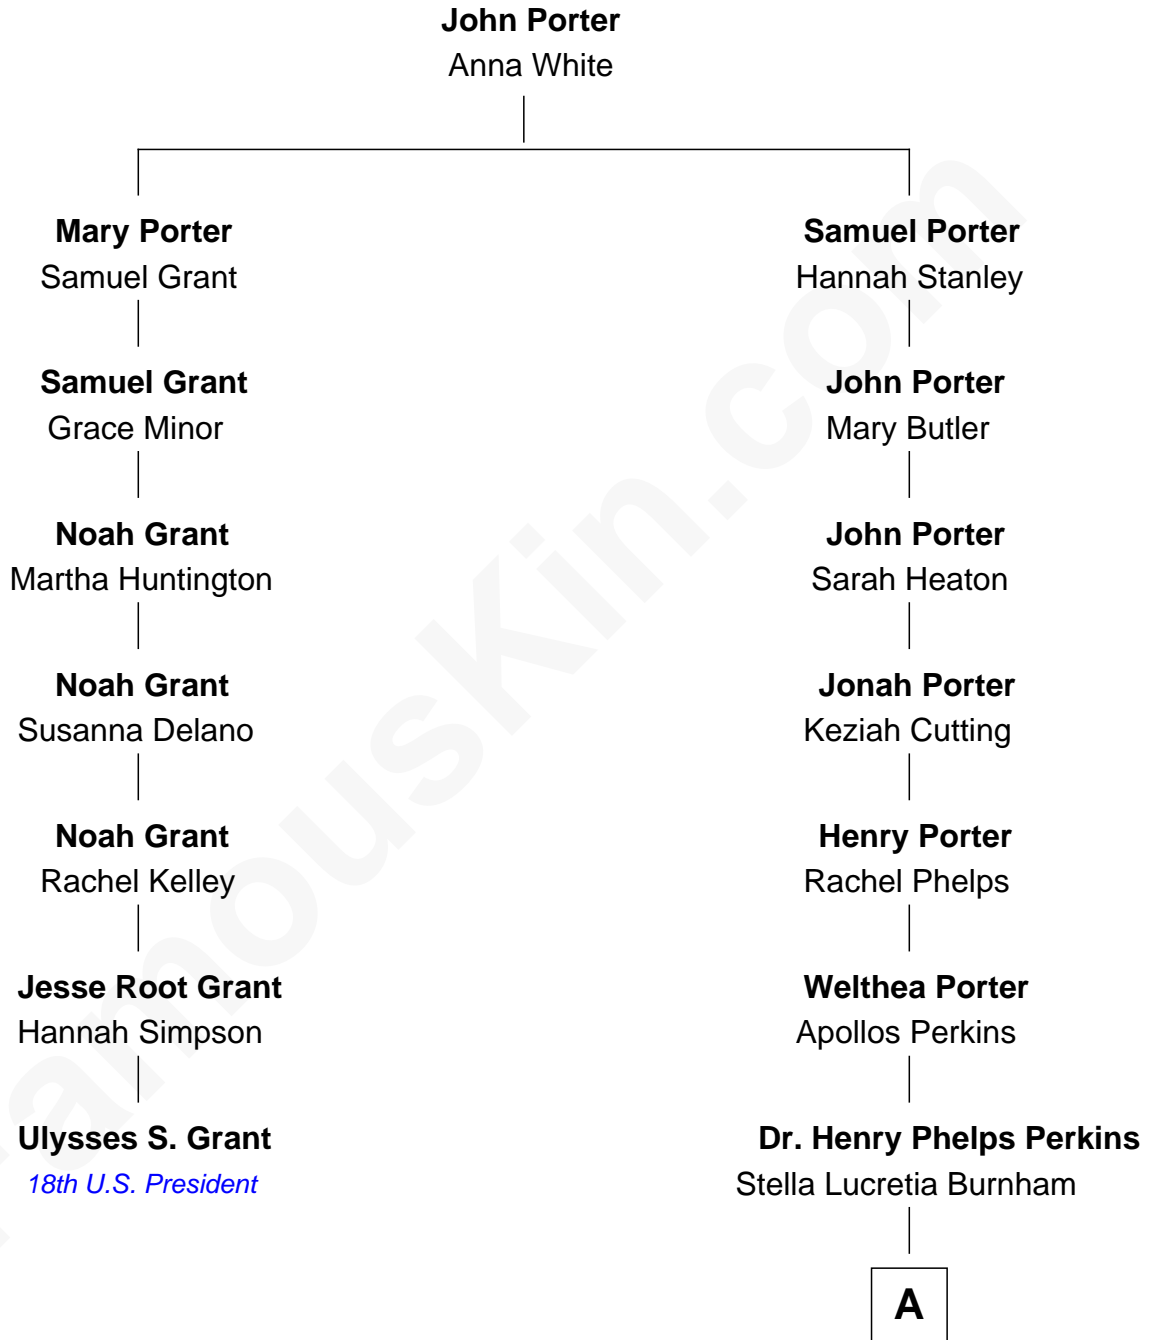 John Porter
Anna White
Mary Porter
Samuel Grant
Samuel Porter
Hannah Stanley
Samuel Grant
Grace Minor
John Porter
Mary Butler
Noah Grant
Martha Huntington
John Porter
Sarah Heaton
Noah Grant
Susanna Delano
Jonah Porter
Keziah Cutting
Noah Grant
Rachel Kelley
Henry Porter
Rachel Phelps
Jesse Root Grant
Hannah Simpson
Welthea Porter
Apollos Perkins
Ulysses S. Grant
18th U.S. President
Dr. Henry Phelps Perkins
Stella Lucretia Burnham
A
FamousKin.com